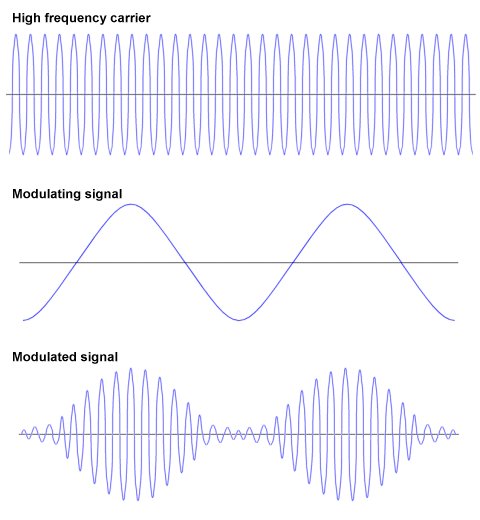 High frequency carrier
Modulating signal
Modulated signal